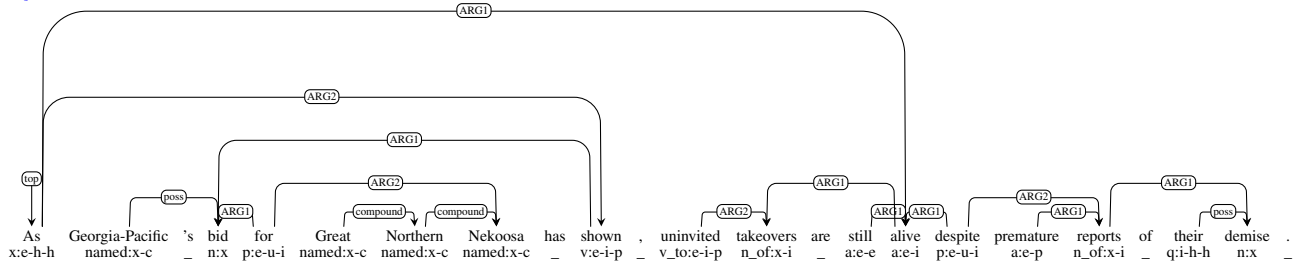 ARG1
ARG2
ARG1
top poss ARG1 ARG2 compound compound ARG2 ARG1 ARG1 ARG1 ARG2 ARG1 ARG1 poss
As Georgia-Pacific 's bid for Great Northern Nekoosa has shown , uninvited takeovers are still alive despite premature reports of their demise .
x:e-h-h named:x-c _ n:x p:e-u-i named:x-c named:x-c named:x-c _ v:e-i-p _ v_to:e-i-p n_of:x-i _ a:e-e a:e-i p:e-u-i a:e-p n_of:x-i _ q:i-h-h n:x _